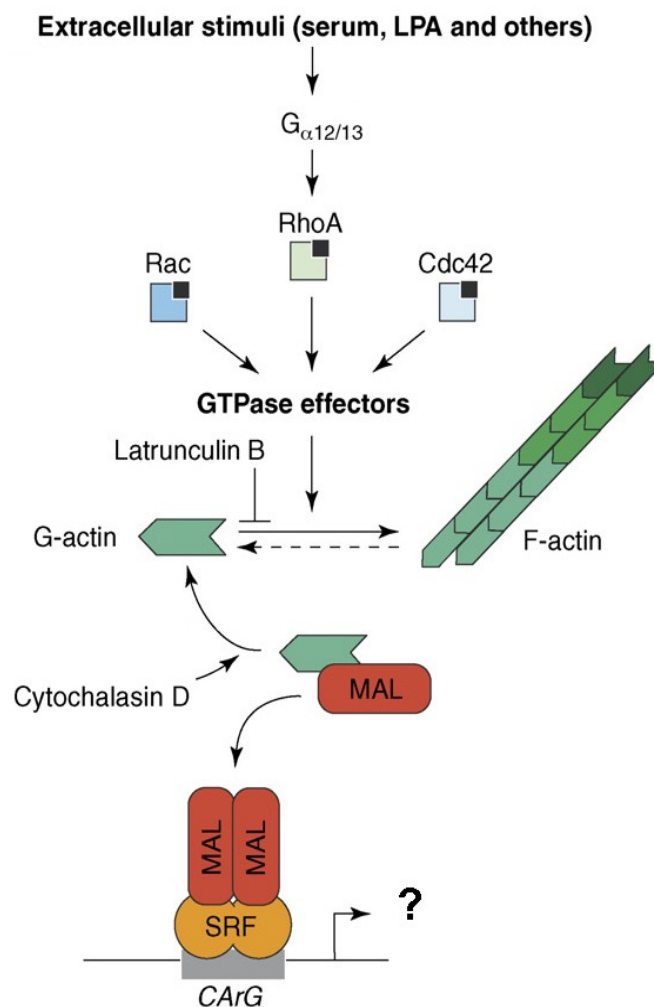 Extracellular stimuli (serum, LPA and others)
Gα12/13
RhoA
Rac
Cdc42
GTPase effectors
Latrunculin B
G-actin
F-actin
Cytochalasin D
MAL
MAL
MAL
SRF
?
CArG